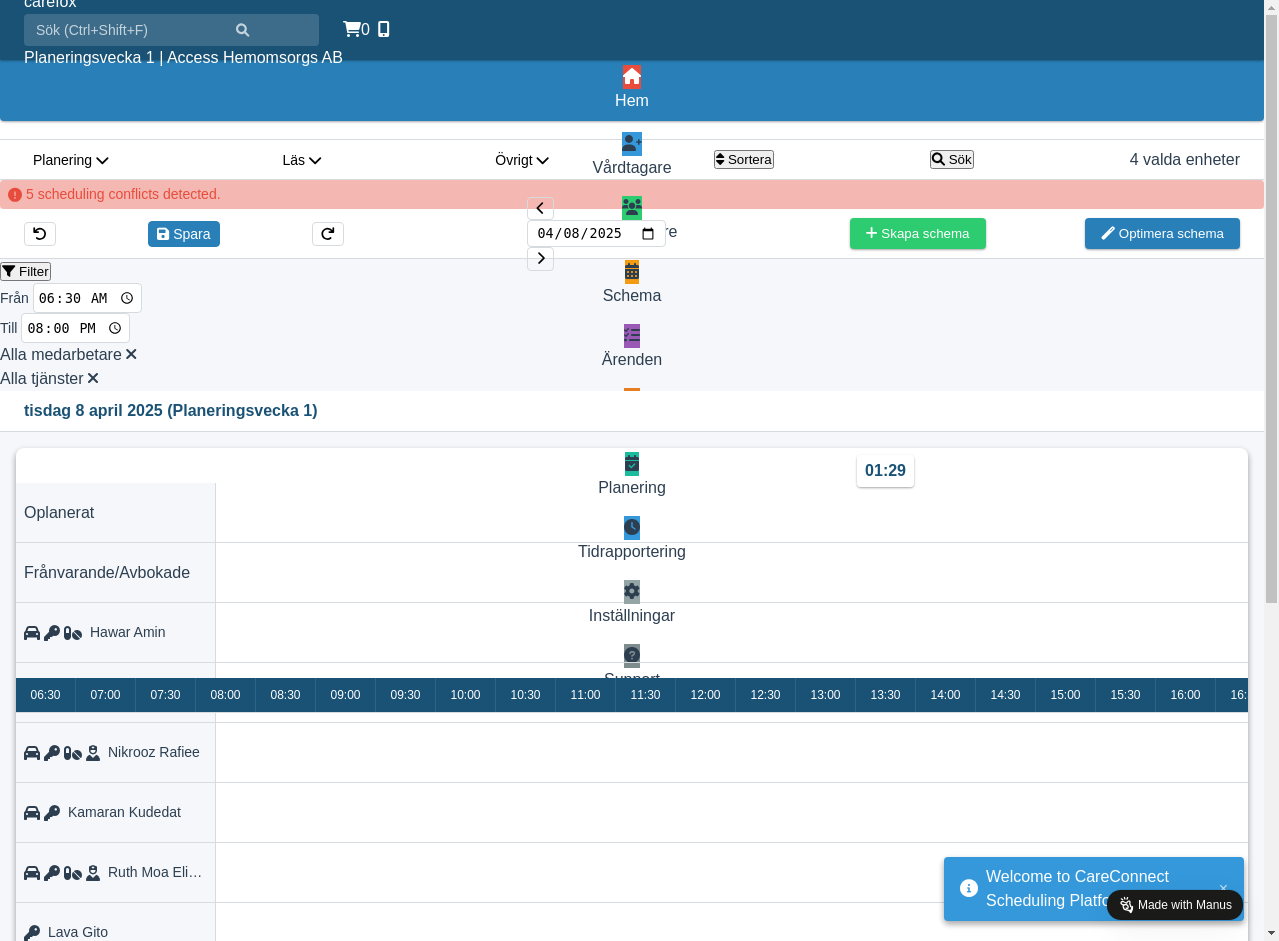 carefox
Sök (Ctrl+Shift+F)
0
Planeringsvecka 1 | Access Hemomsorgs AB
Hem
Vårdtagare
Planering
Läs
Övrigt
Sortera
Sök
4 valda enheter
5 scheduling conflicts detected.
re
Spara
04/08/2025
Skapa schema
Optimera schema
Filter
Från 06:30 AM
Schema
Till 08:00 PM
Alla medarbetare
Ärenden
Alla tjänster
tisdag 8 april 2025 (Planeringsvecka 1)
01:29
Planering
Oplanerat
Tidrapportering
Frånvarande/Avbokade
Inställningar
Hawar Amin
Support
06:30 07:00 07:30 08:00 08:30 09:00 09:30 10:00 10:30 11:00 11:30 12:00 12:30 13:00 13:30 14:00 14:30 15:00 15:30 16:00 16:
Nikrooz Rafiee
Kamaran Kudedat
Ruth Moa Eli…
Welcome to CareConnect
Scheduling Platfo
×
Made with Manus
Lava Gito